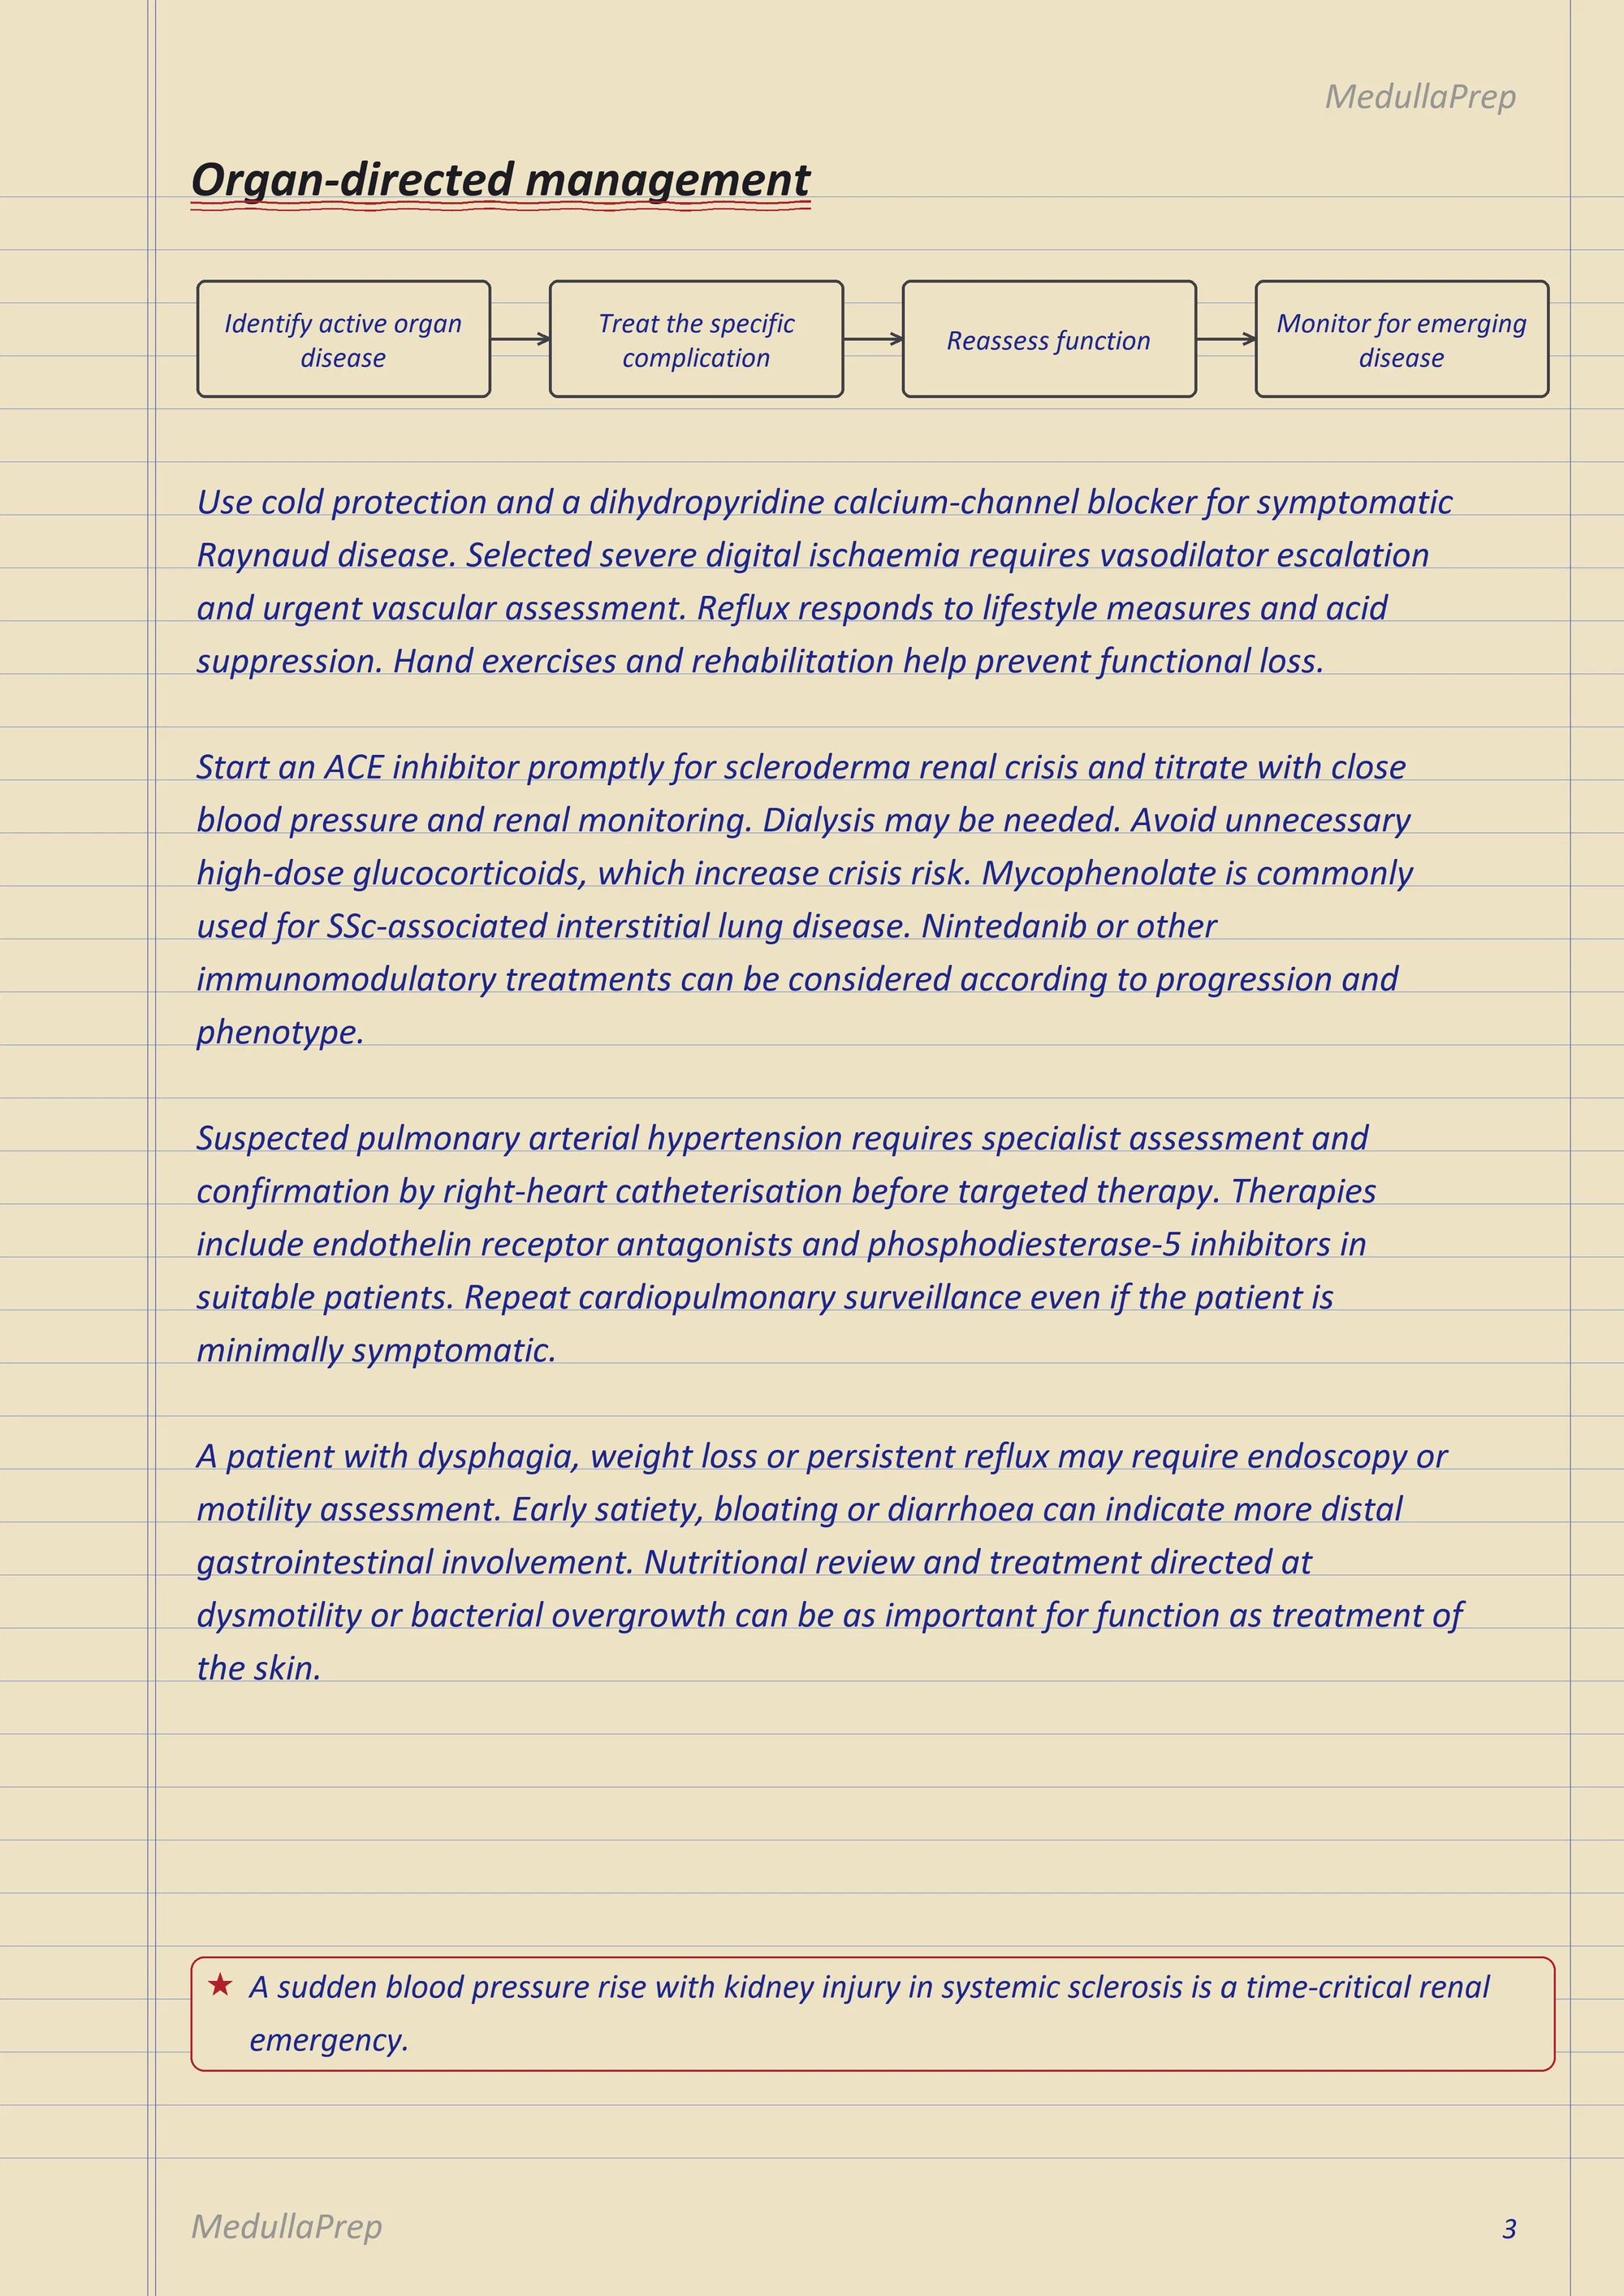 MedullaPrep
Organ-directed management
Identify active organ
disease
Treat the specific
complication
Reassess function
Monitor for emerging
disease
Use cold protection and a dihydropyridine calcium-channel blocker for symptomatic
Raynaud disease. Selected severe digital ischaemia requires vasodilator escalation
and urgent vascular assessment. Reflux responds to lifestyle measures and acid
suppression. Hand exercises and rehabilitation help prevent functional loss.
Start an ACE inhibitor promptly for scleroderma renal crisis and titrate with close
blood pressure and renal monitoring. Dialysis may be needed. Avoid unnecessary
high-dose glucocorticoids, which increase crisis risk. Mycophenolate is commonly
used for SSc-associated interstitial lung disease. Nintedanib or other
immunomodulatory treatments can be considered according to progression and
phenotype.
Suspected pulmonary arterial hypertension requires specialist assessment and
confirmation by right-heart catheterisation before targeted therapy. Therapies
include endothelin receptor antagonists and phosphodiesterase-5 inhibitors in
suitable patients. Repeat cardiopulmonary surveillance even if the patient is
minimally symptomatic.
A patient with dysphagia, weight loss or persistent reflux may require endoscopy or
motility assessment. Early satiety, bloating or diarrhoea can indicate more distal
gastrointestinal involvement. Nutritional review and treatment directed at
dysmotility or bacterial overgrowth can be as important for function as treatment of
the skin.
★ A sudden blood pressure rise with kidney injury in systemic sclerosis is a time-critical renal
emergency.
MedullaPrep
3